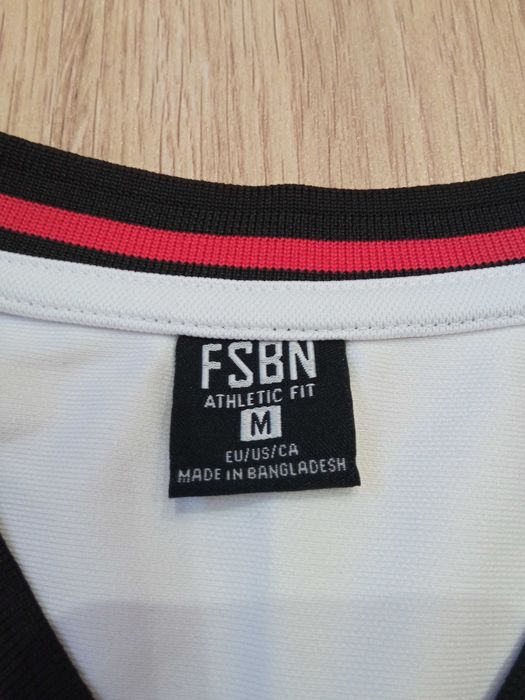 FSBN
ATHLETIC FIT
M
EU/US/CA
MADE IN BANGLADESH